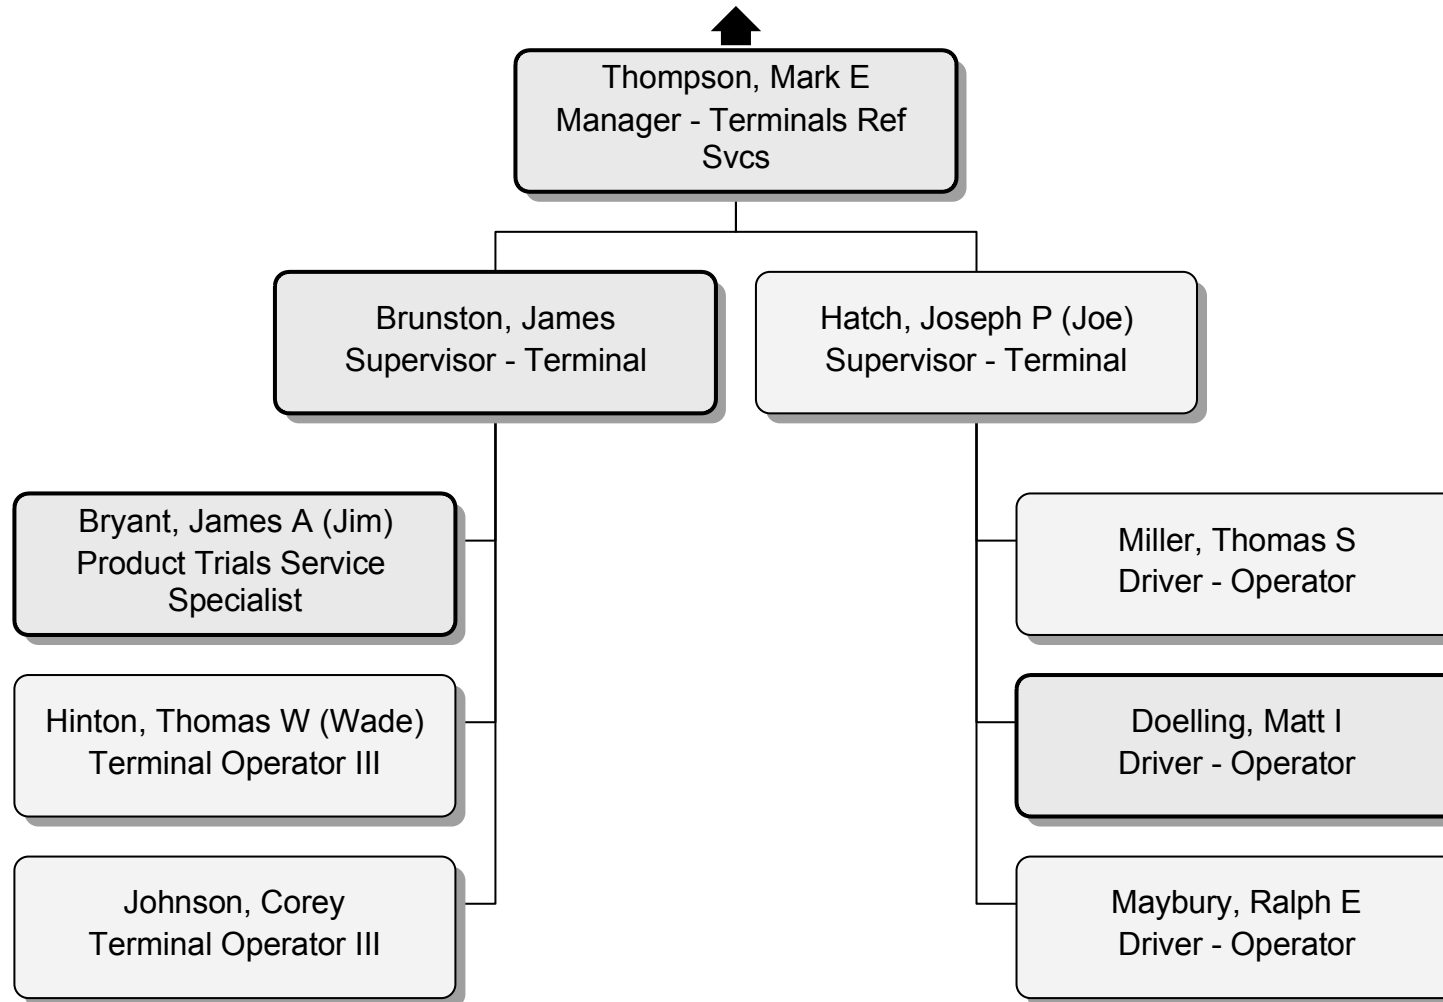 Thompson, Mark E
Manager - Terminals Ref
Svcs
Brunston, James
Supervisor - Terminal
Hatch, Joseph P (Joe)
Supervisor - Terminal
Bryant, James A (Jim)
Product Trials Service
Specialist
Hinton, Thomas W (Wade)
Terminal Operator III
Johnson, Corey
Terminal Operator III
Miller, Thomas S
Driver - Operator
Doelling, Matt I
Driver - Operator
Maybury, Ralph E
Driver - Operator